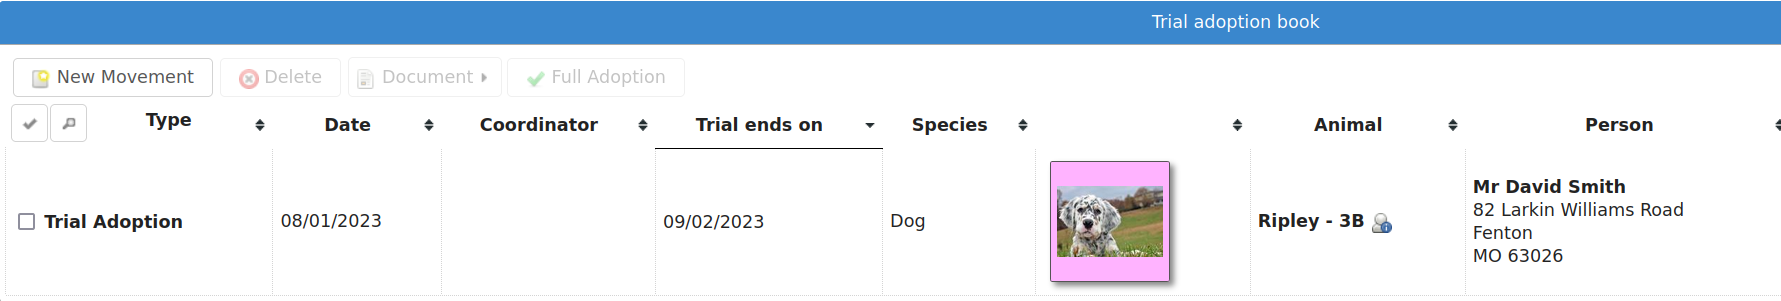 Trial adoption book
New Movement Delete Document Full Adoption
Type Date Coordinator Trial ends on Species Animal Person
Trial Adoption 08/01/2023 09/02/2023 Dog Ripley - 3B Mr David Smith
82 Larkin Williams Road
Fenton
MO 63026